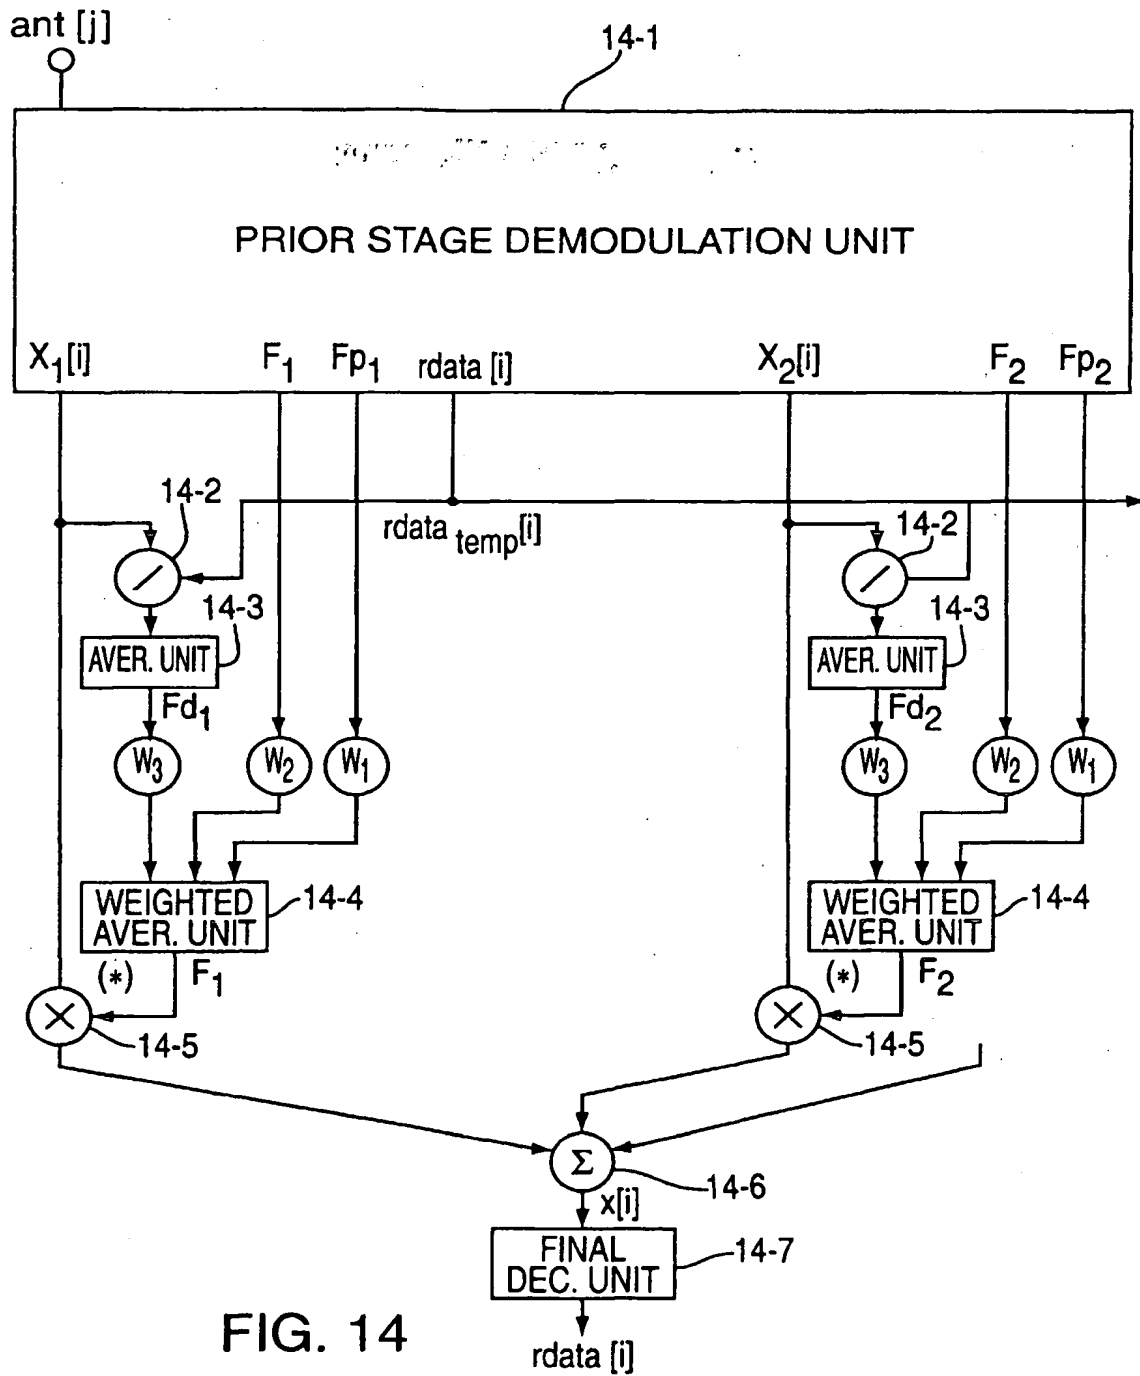 ant [j]
14-1
PRIOR STAGE DEMODULATION UNIT
X1[i] F1 Fp1 rdata [i] X2[i] F2 Fp2
14-2 rdata temp[i] 14-2
14-3 14-3
AVER. UNIT AVER. UNIT
Fd1 Fd2
W3 W2 W1 W3 W2 W1
WEIGHTED AVER. UNIT 14-4 WEIGHTED AVER. UNIT 14-4
(*) F1 (*) F2
14-5 14-5
Σ
14-6
x[i]
FINAL
DEC. UNIT
14-7
FIG. 14
rdata [i]